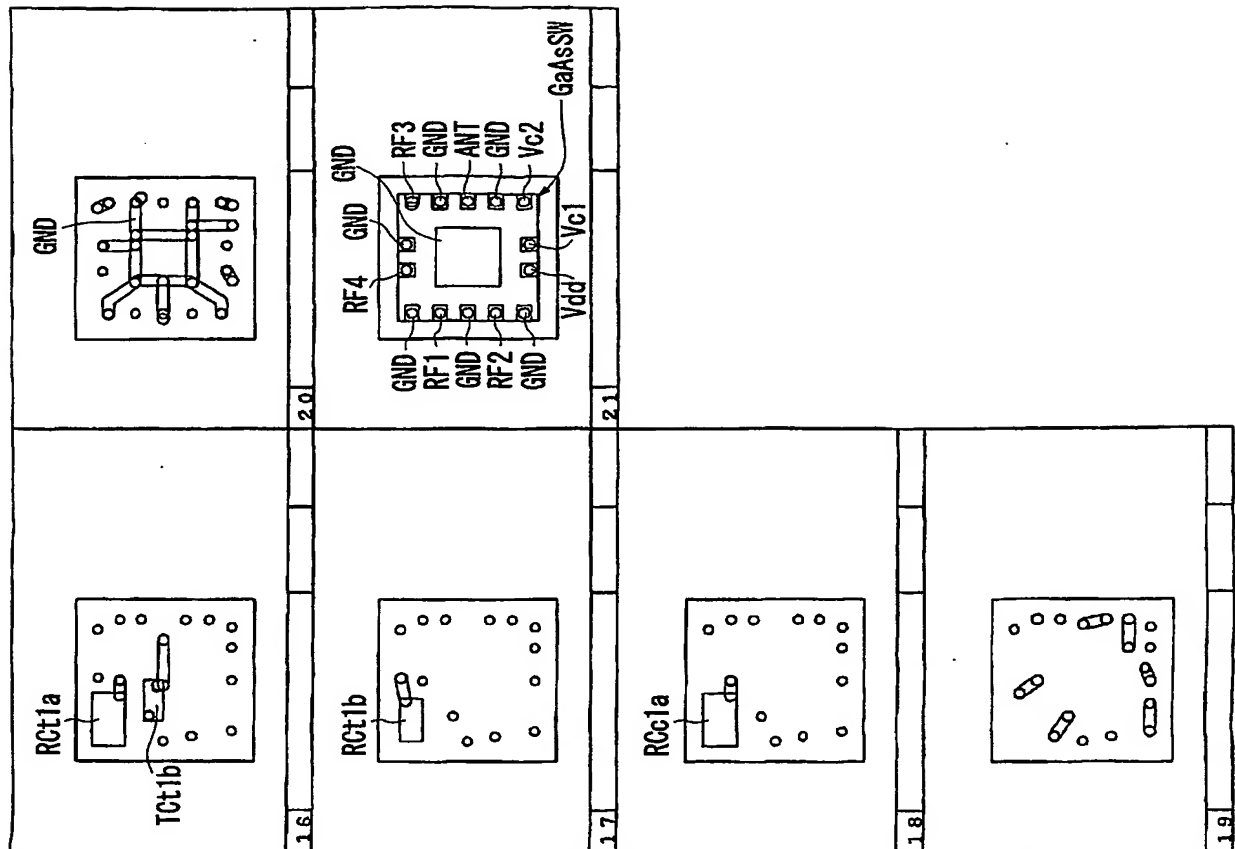 GND
20
RF3
GND
ANT
GND
Vc2
GaAsSW
GND
GND
RF4
Vc1
Vdd
GND
RF1
GND
RF2
GND
21
RCt1a
TCt1b
16
RCt1b
17
RCc1a
18
19